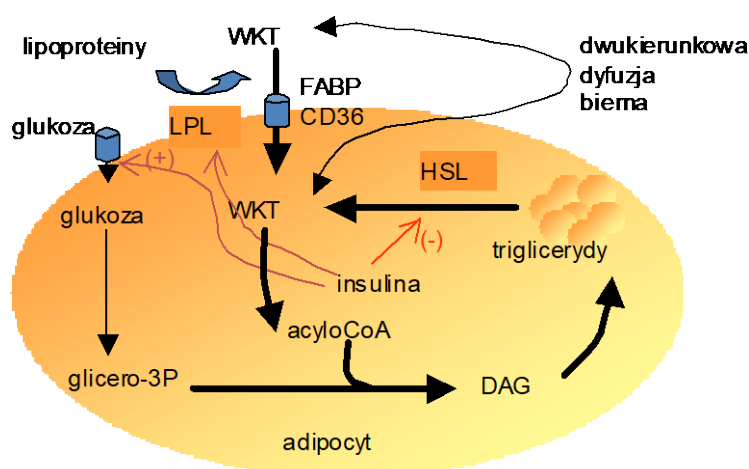 lipoproteiny
WKT
dwukierunkowa
dyfuzja
bierna
FABP
CD36
glukoza
LPL
(+)
HSL
glukoza
WKT
(-)
triglicerydy
insulina
acyloCoA
glicero-3P
DAG
adipocyt